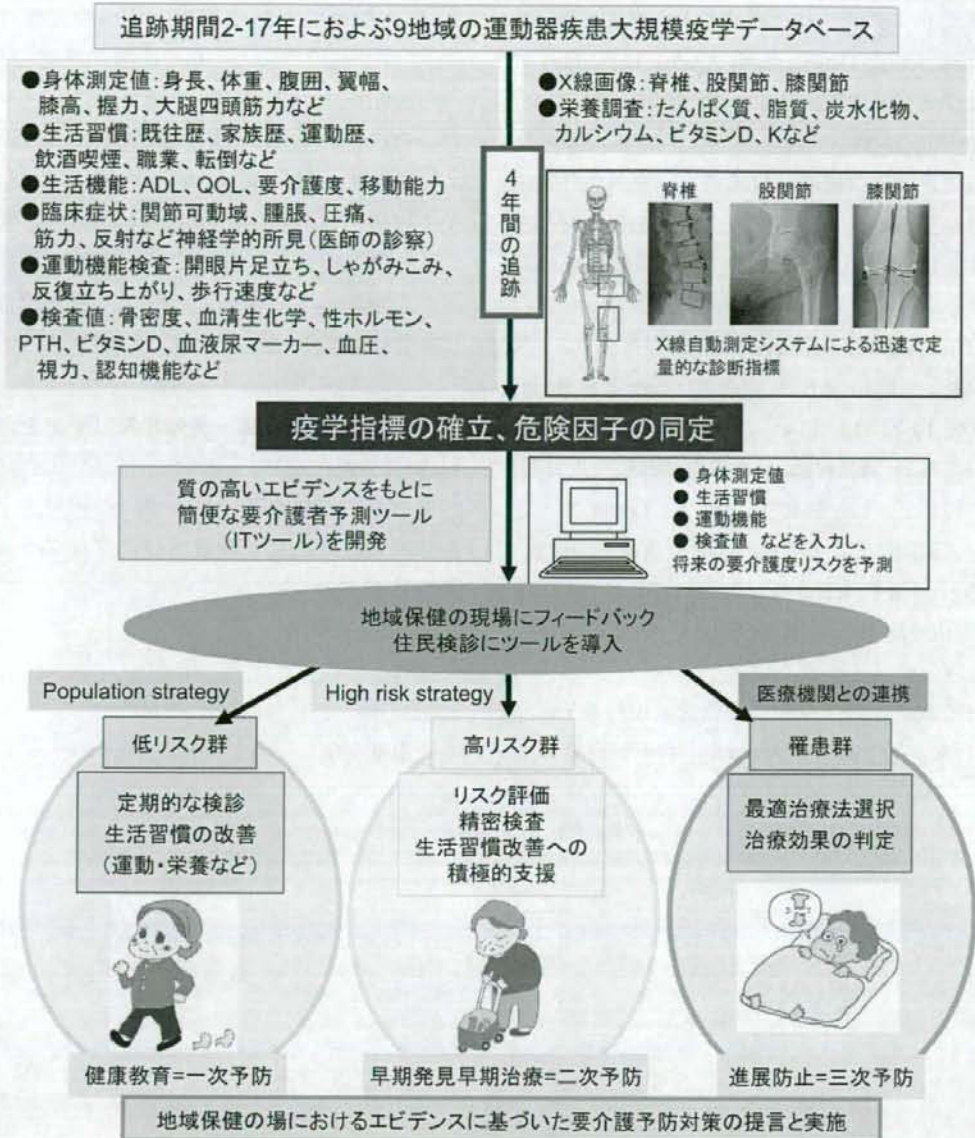 追跡期間2-17年におよぶ9地域の運動器疾患大規模疫学データベース
●身体測定値:身長、体重、腹囲、翼幅、
膝高、握力、大腿四頭筋力など
●生活習慣:既往歴、家族歴、運動歴、
飲酒喫煙、職業、転倒など
●生活機能:ADL、QOL、要介護度、移動能力
●臨床症状:関節可動域、腫脹、圧痛、
筋力、反射など神経学的所見(医師の診察)
●運動機能検査:開眼片足立ち、しゃがみこみ、
反復立ち上がり、歩行速度など
●検査値:骨密度、血清生化学、性ホルモン、
PTH、ビタミンD、血液尿マーカー、血圧、
視力、認知機能など
●X線画像:脊椎、股関節、膝関節
●栄養調査:たんぱく質、脂質、炭水化物、
カルシウム、ビタミンD、Kなど
4年間の追跡
脊椎 股関節 膝関節
X線自動測定システムによる迅速で定
量的な診断指標
疫学指標の確立、危険因子の同定
質の高いエビデンスをもとに
簡便な要介護者予測ツール
(ITツール)を開発
● 身体測定値
● 生活習慣
● 運動機能
● 検査値 などを入力し、
将来の要介護度リスクを予測
地域保健の現場にフィードバック
住民検診にツールを導入
Population strategy
High risk strategy
医療機関との連携
低リスク群
定期的な検診
生活習慣の改善
(運動・栄養など)
健康教育=一次予防
高リスク群
リスク評価
精密検査
生活習慣改善への
積極的支援
早期発見早期治療=二次予防
罹患群
最適治療法選択
治療効果の判定
進展防止=三次予防
地域保健の場におけるエビデンスに基づいた要介護予防対策の提言と実施